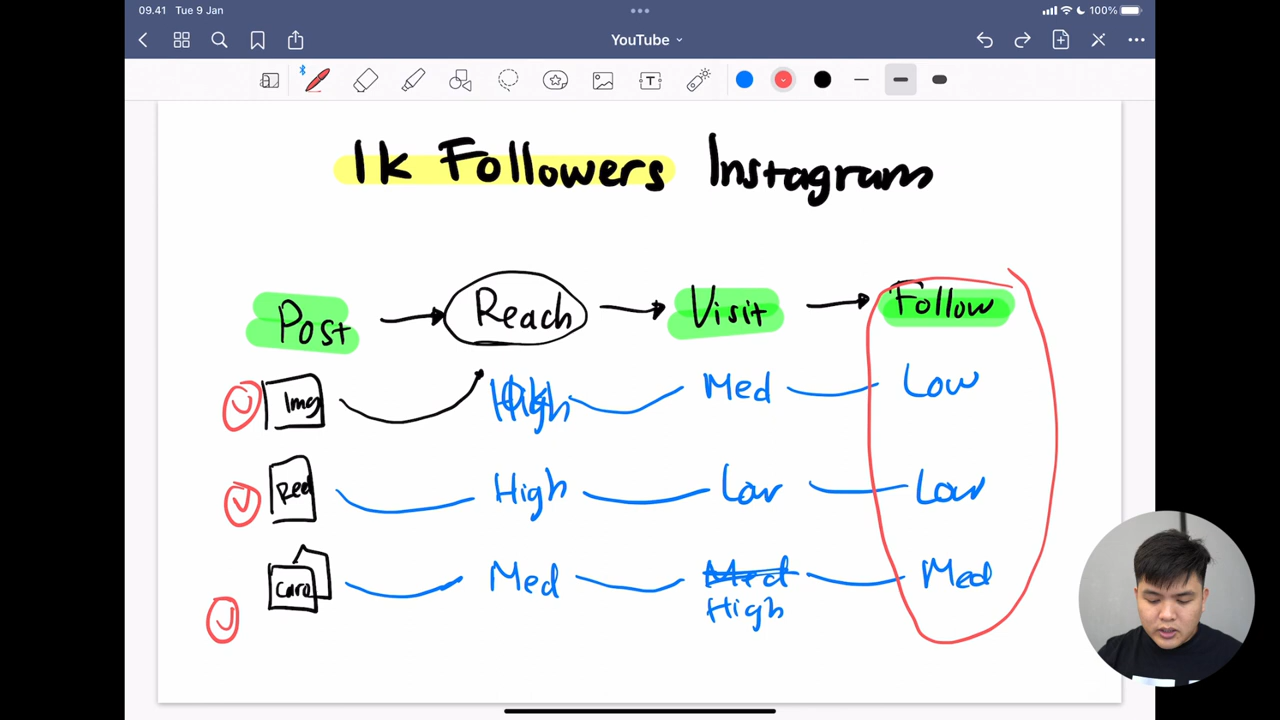 09.41 Tue 9 Jan
100%
YouTube
1k Followers Instagram
Post Reach Visit Follow
Img High Med Low
Reel High Low Low
Caro Med Med Med
High